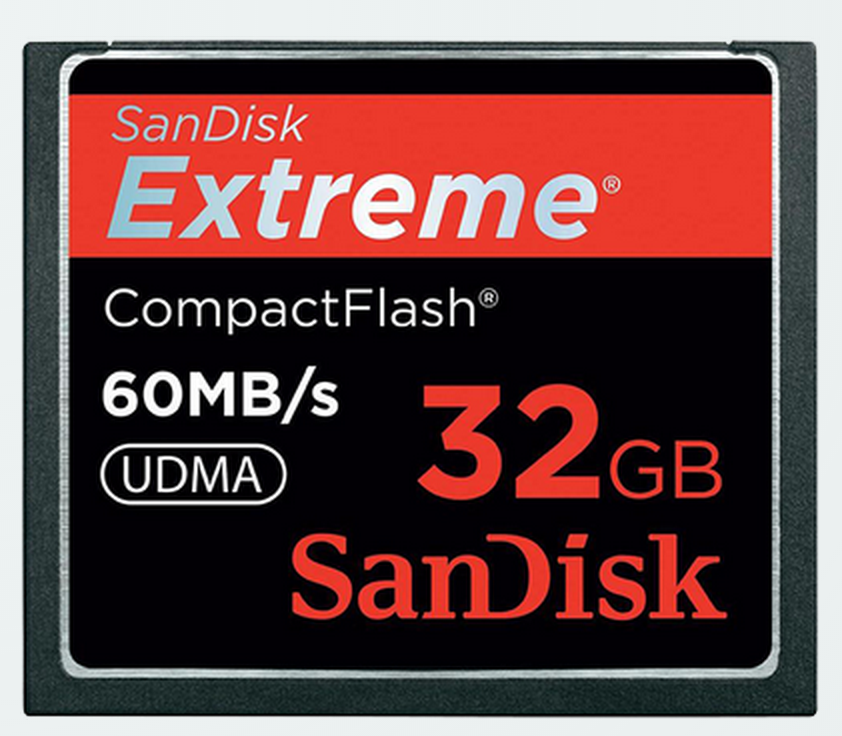 SanDisk
Extreme®
CompactFlash®
60MB/s
32GB
UDMA
SanDisk